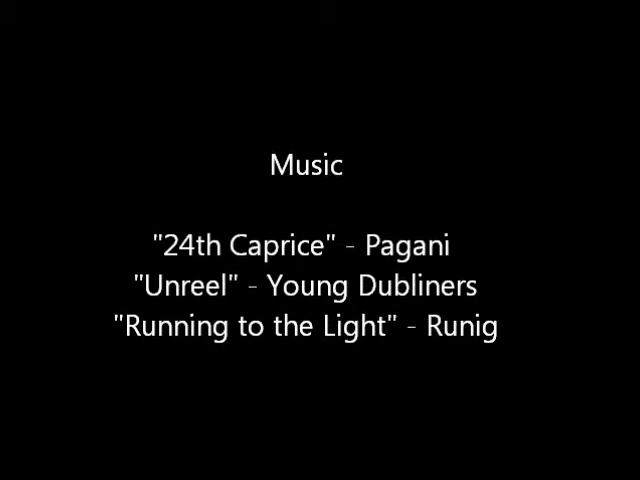 Music
"24th Caprice" - Pagani
"Unreel" - Young Dubliners
"Running to the Light" - Runig